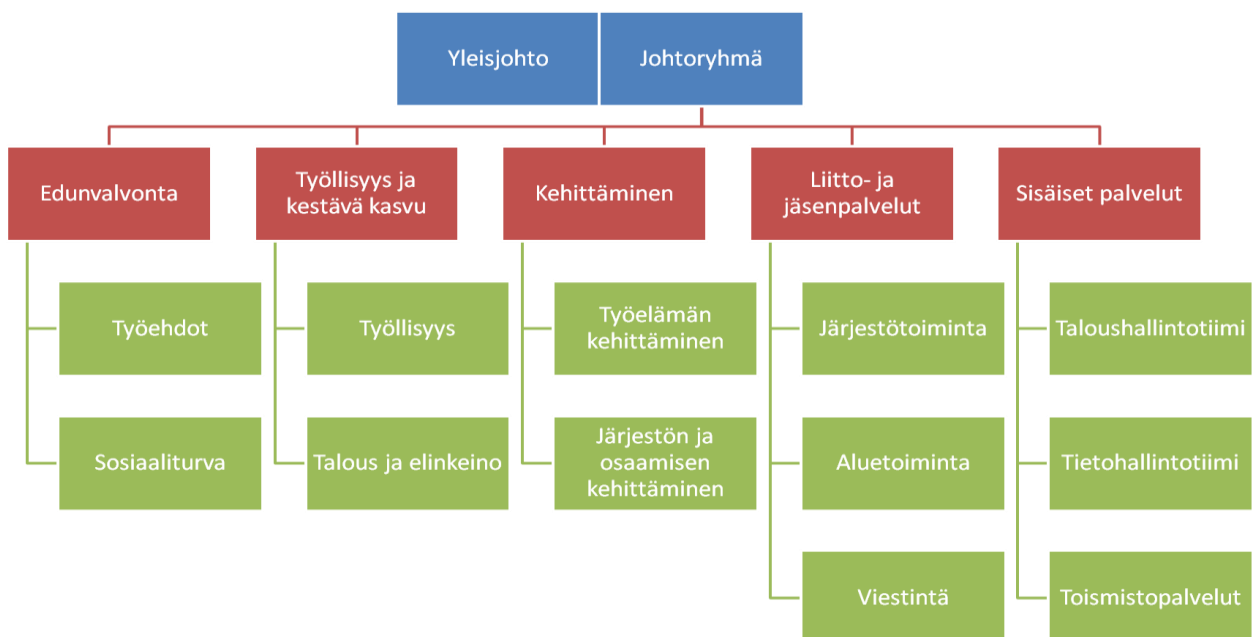 Yleisjohto
Johtoryhmä
Edunvalvonta
Työllisyys ja
kestävä kasvu
Kehittäminen
Liitto- ja
jäsenpalvelut
Sisäiset palvelut
Työehdot
Työllisyys
Työelämän
kehittäminen
Järjestötoiminta
Taloushallintotiimi
Sosiaaliturva
Talous ja elinkeino
Järjestön ja
osaamisen
kehittäminen
Aluetoiminta
Tietohallintotiimi
Viestintä
Toismistopalvelut